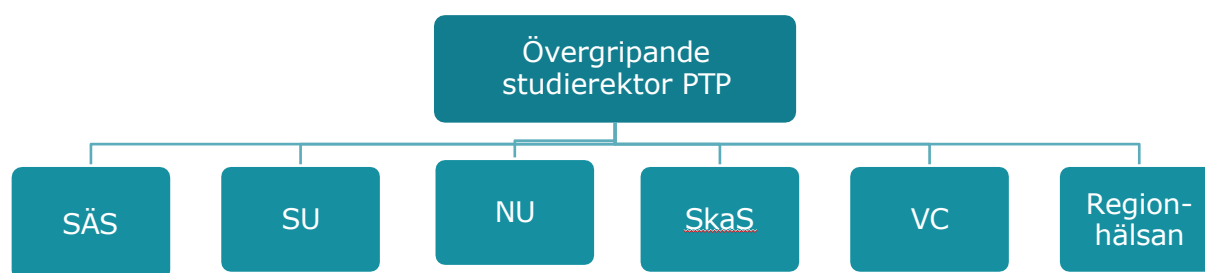 Övergripande
studierektor PTP
SÄS
SU
NU
SkaS
VC
Region-
hälsan